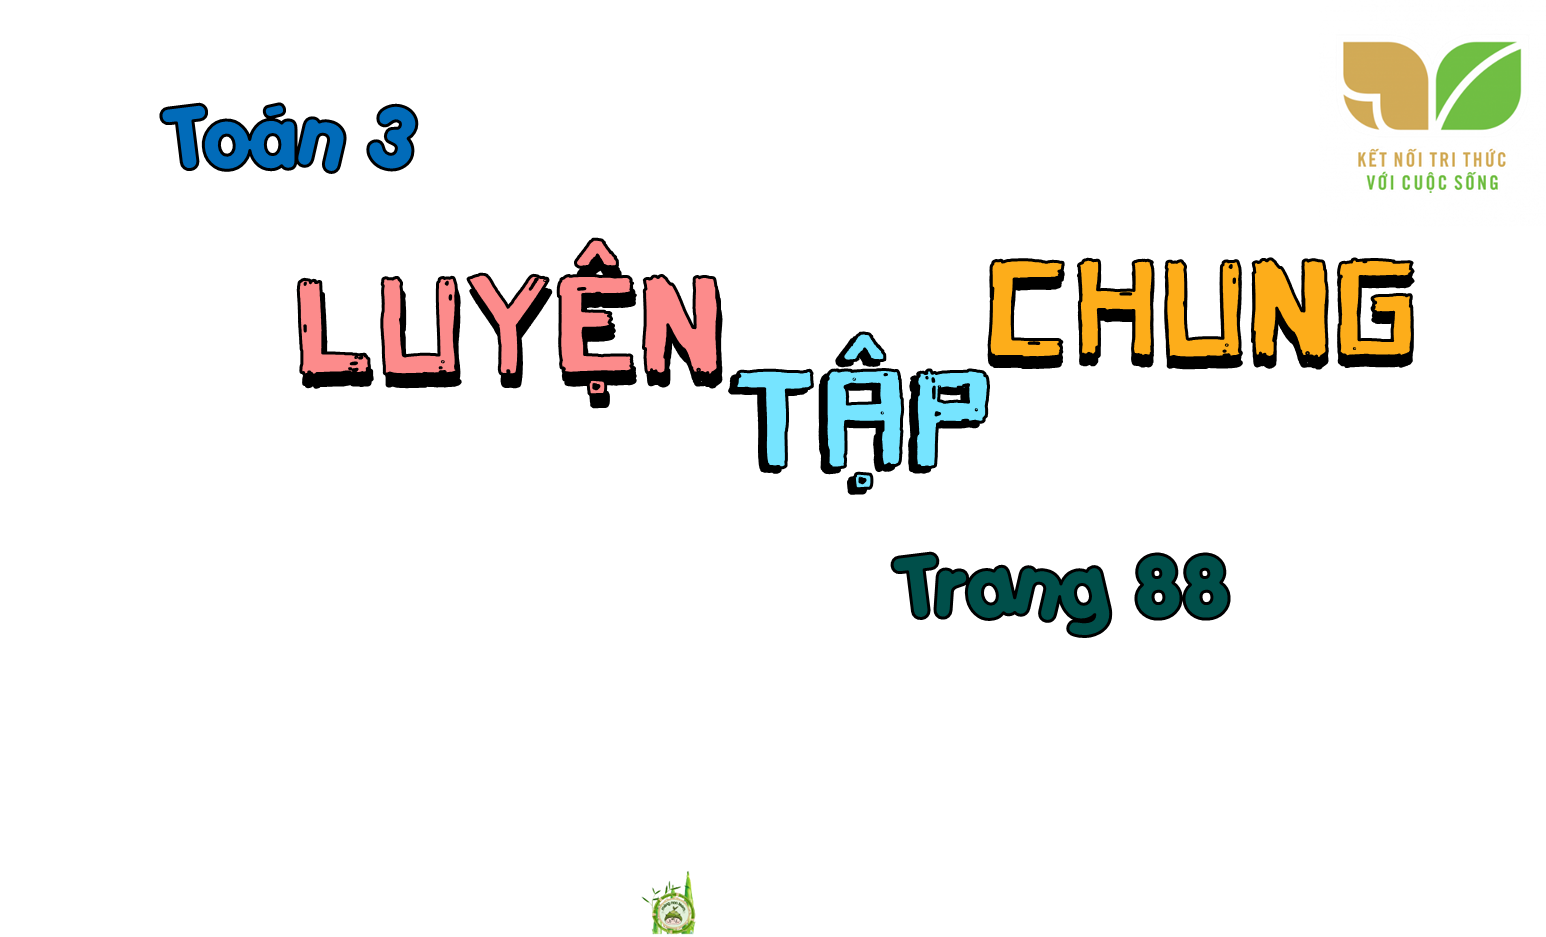 Toán 3
KẾT NỐI TRI THỨC
VỚI CUỘC SỐNG
LUYỆN TẬP CHUNG
Trang 88